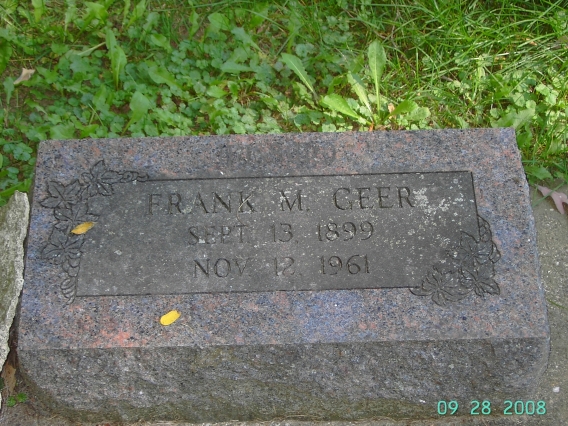 FRANK M. GEER
SEPT. 13, 1899
NOV. 12, 1961
09 28 2008